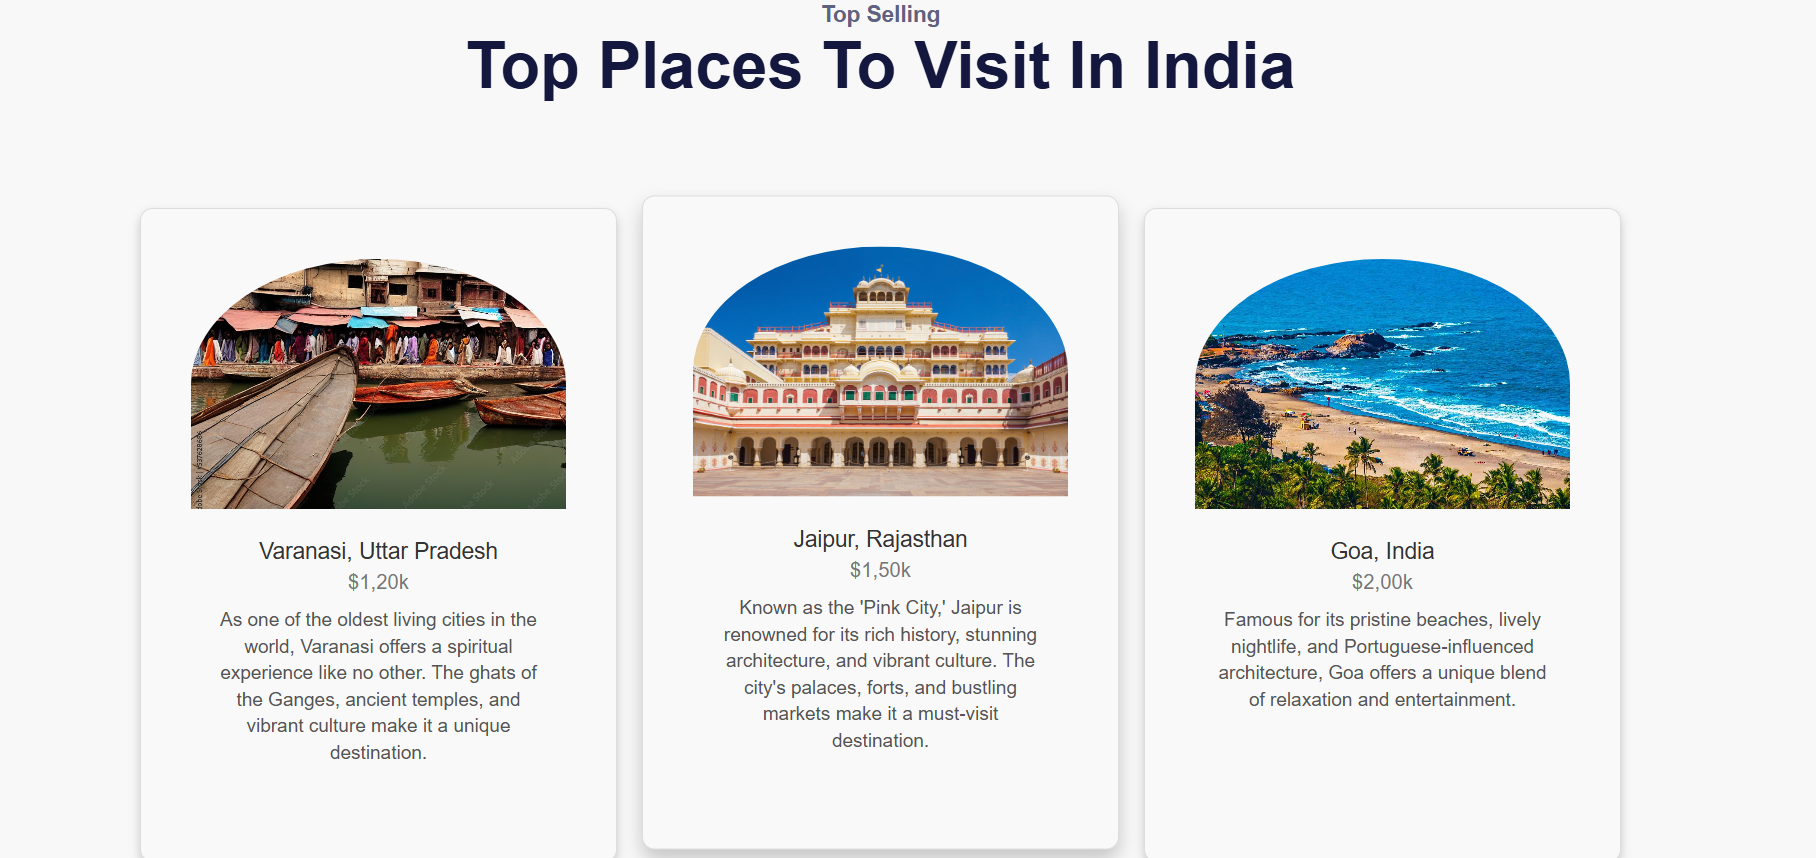 Top Selling
Top Places To Visit In India
Varanasi, Uttar Pradesh
$1,20k
As one of the oldest living cities in the
world, Varanasi offers a spiritual
experience like no other. The ghats of
the Ganges, ancient temples, and
vibrant culture make it a unique
destination.
Jaipur, Rajasthan
$1,50k
Known as the 'Pink City,' Jaipur is
renowned for its rich history, stunning
architecture, and vibrant culture. The
city's palaces, forts, and bustling
markets make it a must-visit
destination.
Goa, India
$2,00k
Famous for its pristine beaches, lively
nightlife, and Portuguese-influenced
architecture, Goa offers a unique blend
of relaxation and entertainment.